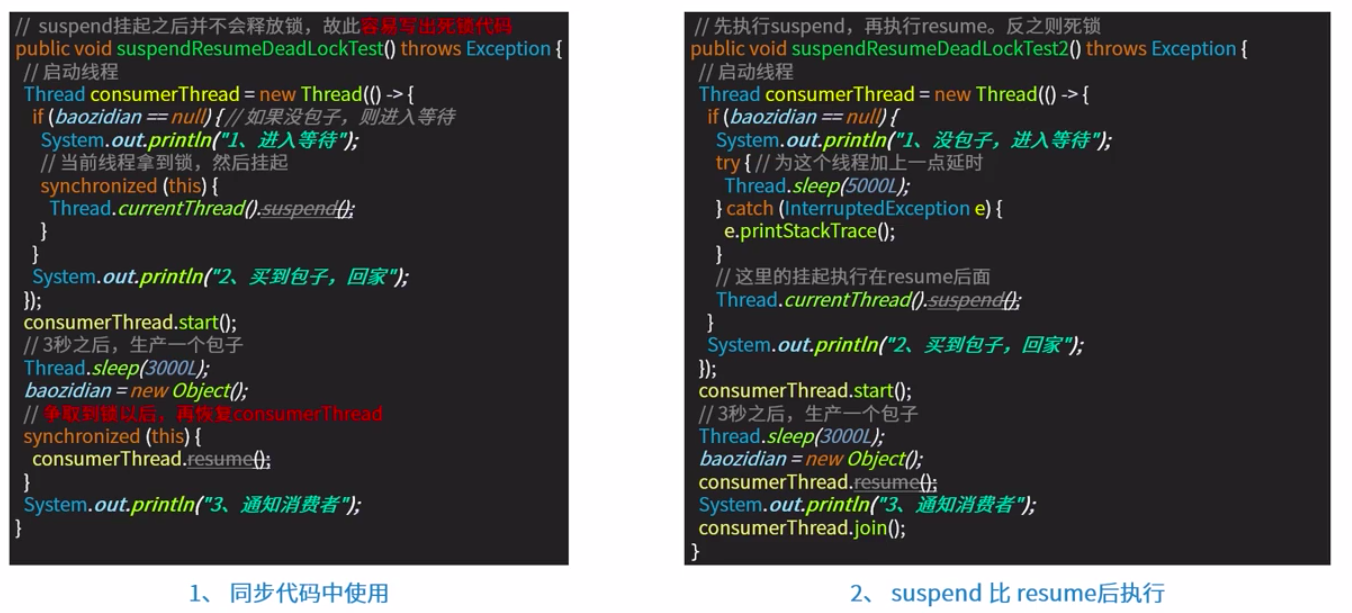 // suspend挂起之后并不会释放锁，故此容易写出死锁代码
public void suspendResumeDeadLockTest() throws Exception {
// 启动线程
Thread consumerThread = new Thread(() -> {
if (baozidian == null) { // 如果没包子，则进入等待
System.out.println("1、进入等待");
// 当前线程拿到锁，然后挂起
synchronized (this) {
Thread.currentThread().suspend();
}
}
System.out.println("2、买到包子，回家");
});
consumerThread.start();
// 3秒之后，生产一个包子
Thread.sleep(3000L);
baozidian = new Object();
// 争取到锁以后，再恢复consumerThread
synchronized (this) {
consumerThread.resume();
}
System.out.println("3、通知消费者");
}
1、 同步代码中使用
// 先执行suspend，再执行resume。反之则死锁
public void suspendResumeDeadLockTest2() throws Exception {
// 启动线程
Thread consumerThread = new Thread(() -> {
if (baozidian == null) {
System.out.println("1、没包子，进入等待");
try { // 为这个线程加上一点延时
Thread.sleep(5000L);
} catch (InterruptedException e) {
e.printStackTrace();
}
// 这里的挂起执行在resume后面
Thread.currentThread().suspend();
}
System.out.println("2、买到包子，回家");
});
consumerThread.start();
// 3秒之后，生产一个包子
Thread.sleep(3000L);
baozidian = new Object();
consumerThread.resume();
System.out.println("3、通知消费者");
consumerThread.join();
}
2、 suspend 比 resume后执行